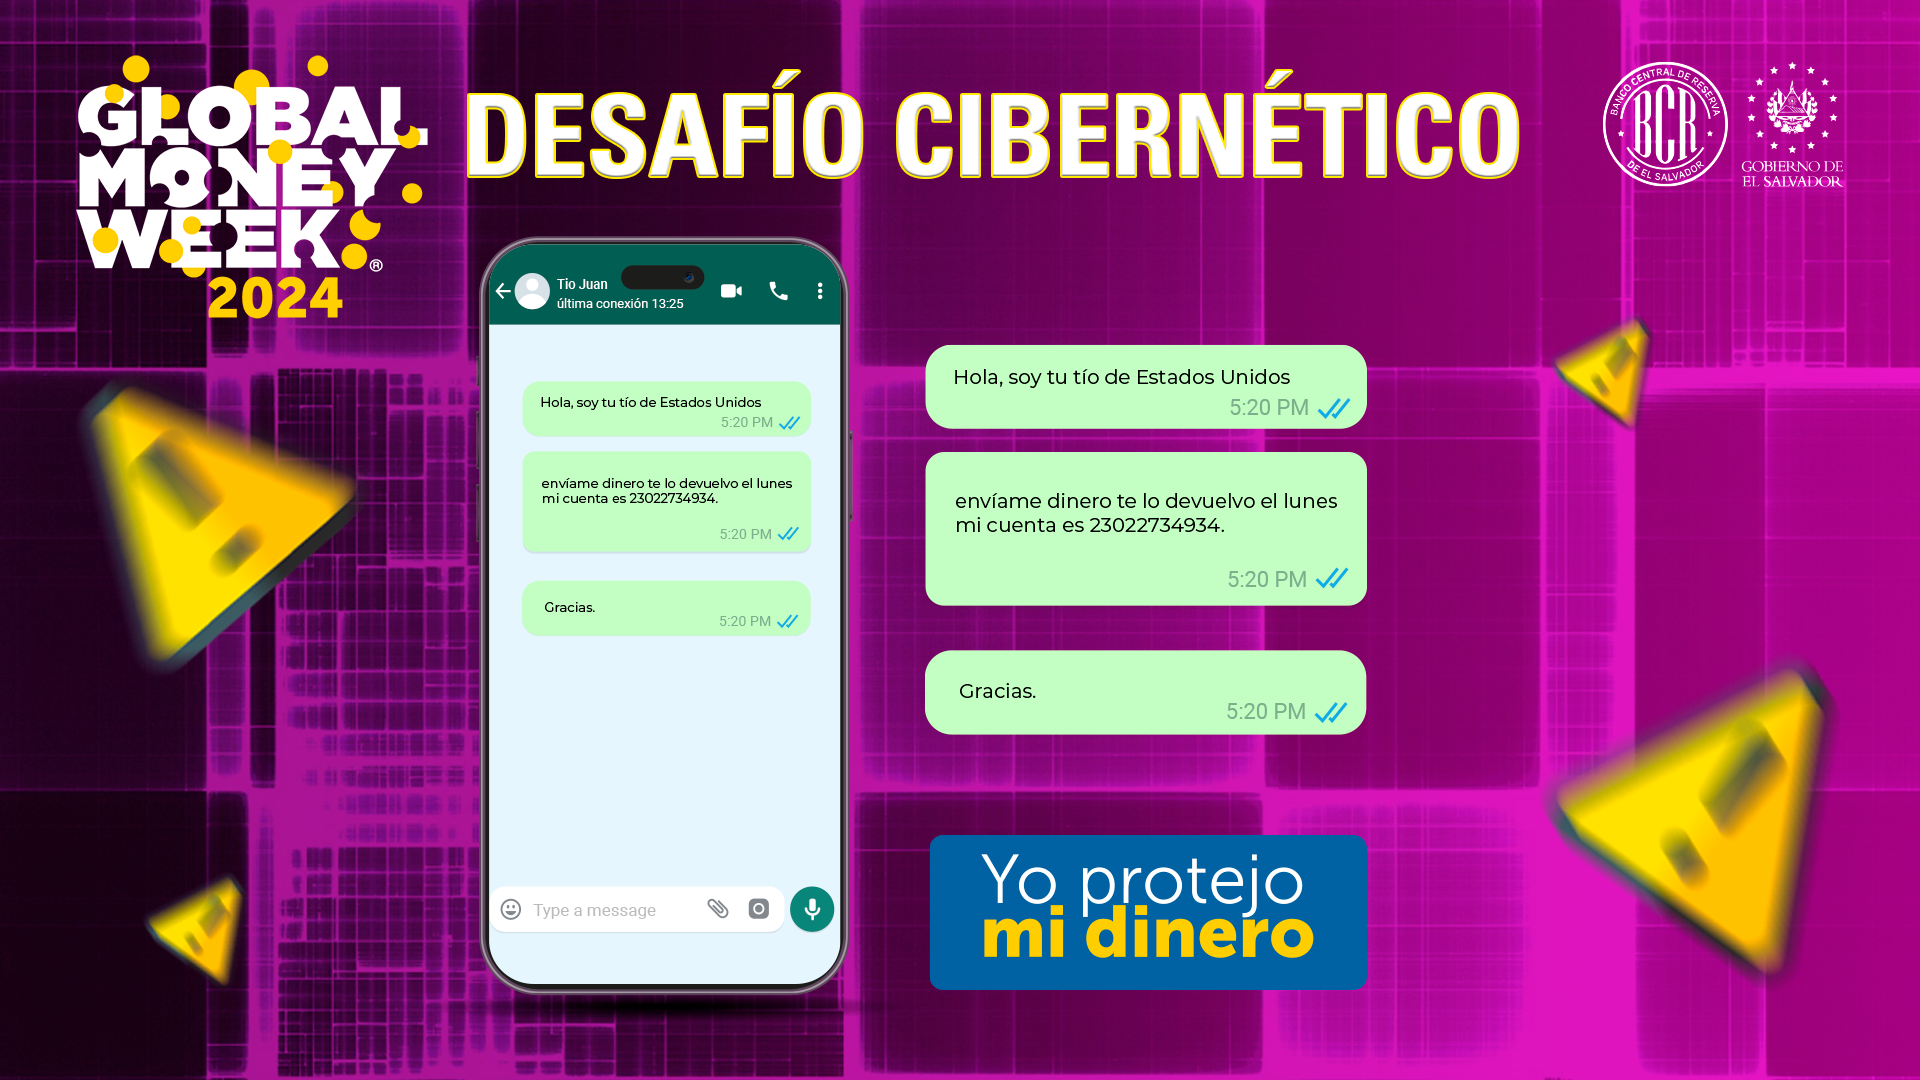 GLOBAL
MONEY
WEEK®
2024
DESAFÍO CIBERNÉTICO
BANCO CENTRAL DE RESERVA
BCR
DE EL SALVADOR
GOBIERNO DE
EL SALVADOR
Tio Juan
última conexión 13:25
Hola, soy tu tío de Estados Unidos
5:20 PM
envíame dinero te lo devuelvo el lunes
mi cuenta es 23022734934.
5:20 PM
Gracias.
5:20 PM
Type a message
Hola, soy tu tío de Estados Unidos
5:20 PM
envíame dinero te lo devuelvo el lunes
mi cuenta es 23022734934.
5:20 PM
Gracias.
5:20 PM
Yo protejo
mi dinero